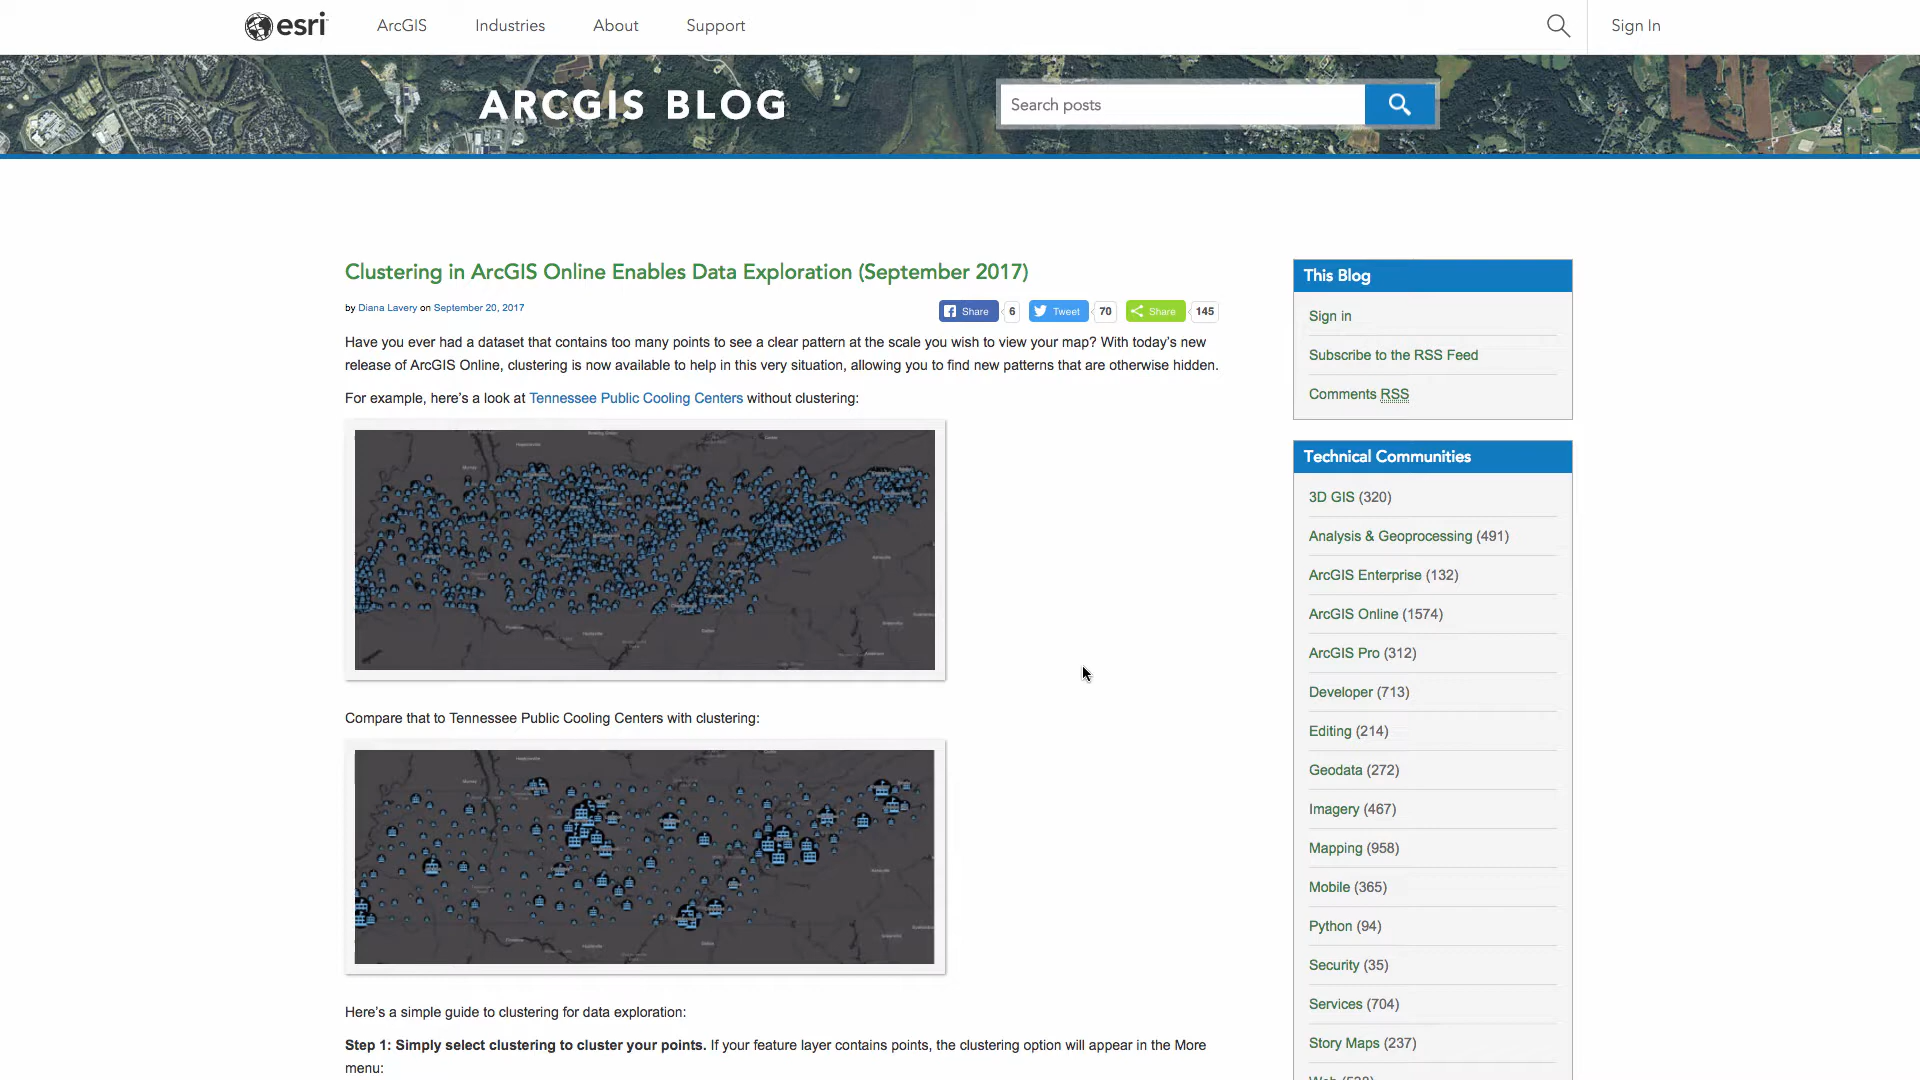 esri
ArcGIS
Industries
About
Support
Sign In
ARCGIS BLOG
Search posts
Clustering in ArcGIS Online Enables Data Exploration (September 2017)
by Diana Lavery on September 20, 2017
Share 6
Tweet 70
Share 145
Have you ever had a dataset that contains too many points to see a clear pattern at the scale you wish to view your map? With today's new
release of ArcGIS Online, clustering is now available to help in this very situation, allowing you to find new patterns that are otherwise hidden.
For example, here's a look at Tennessee Public Cooling Centers without clustering:
Compare that to Tennessee Public Cooling Centers with clustering:
Here's a simple guide to clustering for data exploration:
Step 1: Simply select clustering to cluster your points. If your feature layer contains points, the clustering option will appear in the More
menu:
This Blog
Sign in
Subscribe to the RSS Feed
Comments RSS
Technical Communities
3D GIS (320)
Analysis & Geoprocessing (491)
ArcGIS Enterprise (132)
ArcGIS Online (1574)
ArcGIS Pro (312)
Developer (713)
Editing (214)
Geodata (272)
Imagery (467)
Mapping (958)
Mobile (365)
Python (94)
Security (35)
Services (704)
Story Maps (237)